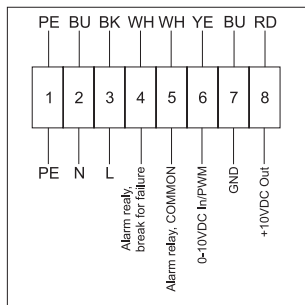 PE BU BK WH WH YE BU RD
1 2 3 4 5 6 7 8
PE N L
Alarm realy,
break for failure
Alarm relay, COMMON
0-10VDC In/PWM
GND
+10VDC Out